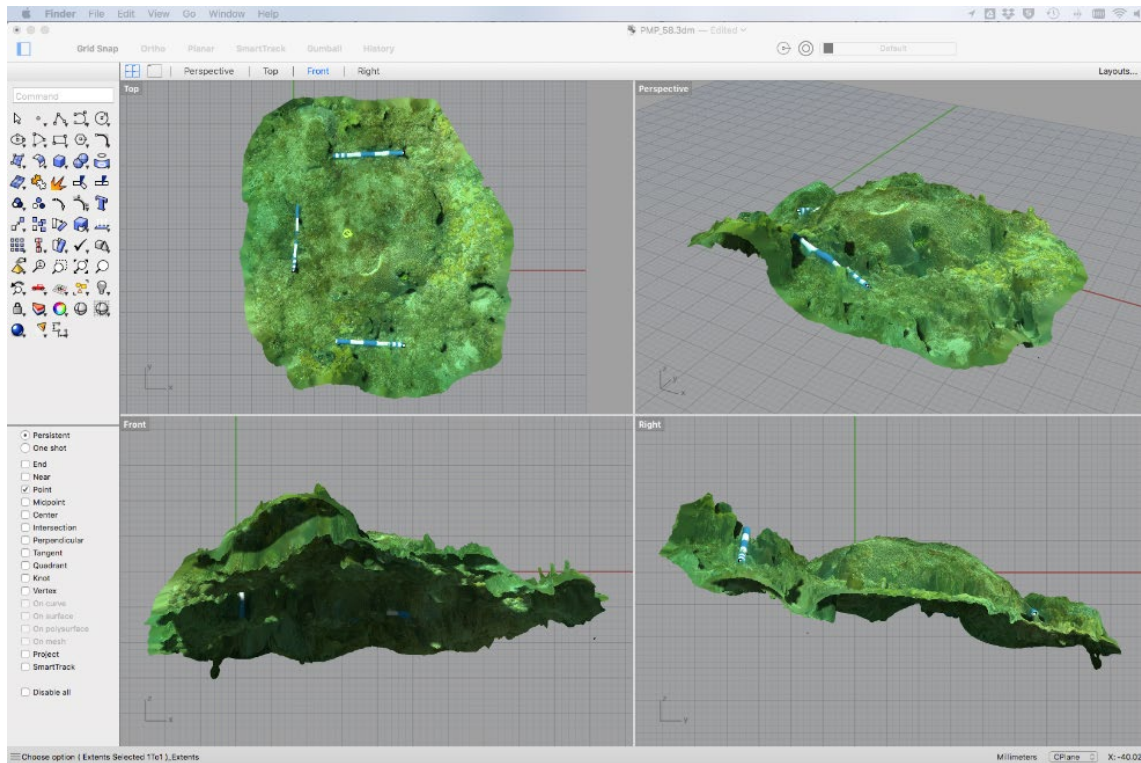 Finder File Edit View Go Window Help
PMP_58.3dm — Edited
Grid Snap Ortho Planar SmartTrack Gumball History
Default
Perspective Top Front Right
Layouts...
Command
Top
Perspective
y
x
z
y
x
Persistent
One shot
End
Near
Point
Midpoint
Center
Intersection
Perpendicular
Tangent
Quadrant
Knot
Vertex
On curve
On surface
On polysurface
On mesh
Project
SmartTrack
Disable all
Front
Right
z
x
z
y
Choose option ( Extents Selected 1To1 ) _Extents
Millimeters CPlane X: -40.02